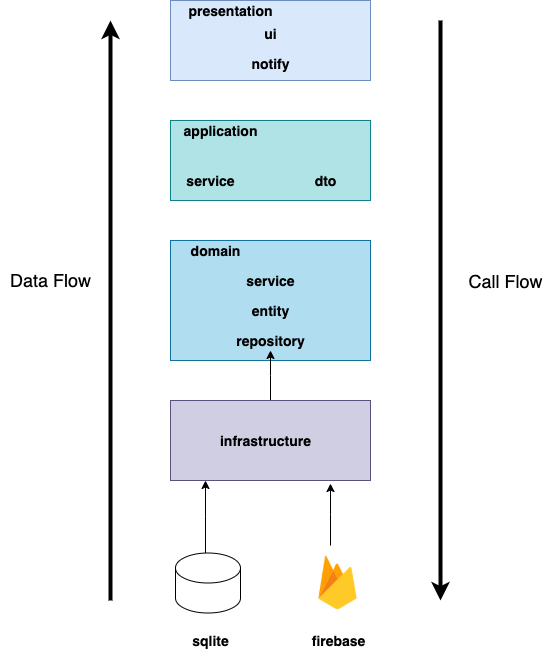 presentation
ui
notify
application
service dto
domain
service
Data Flow
Call Flow
entity
repository
infrastructure
sqlite firebase